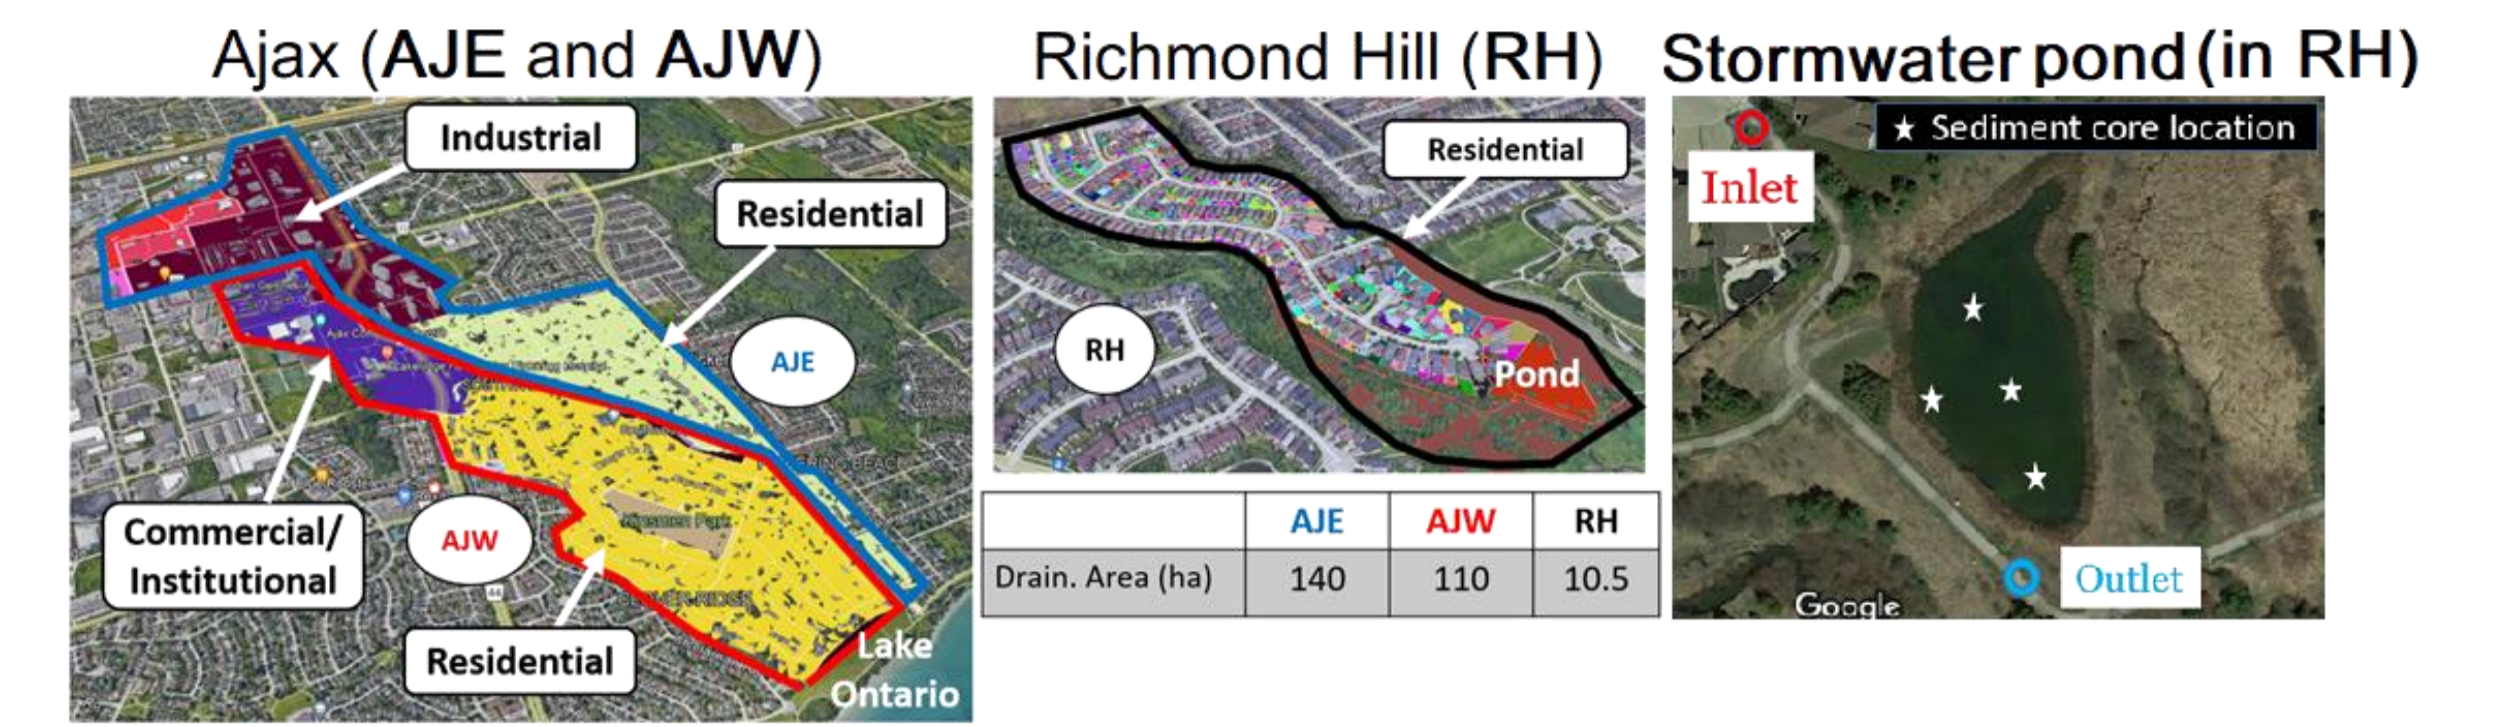 Ajax (AJE and AJW)
Industrial
Residential
AJE
Commercial/
Institutional
AJW
Kinsmen Park
Residential
Lake
Ontario
Richmond Hill (RH)
Residential
RH
Pond
AJE AJW RH
Drain. Area (ha) 140 110 10.5
Stormwater pond (in RH)
★ Sediment core location
Inlet
Outlet
Google